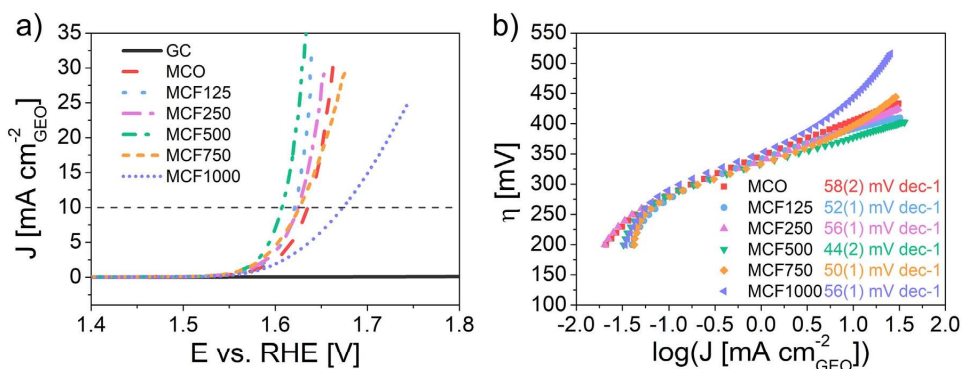 a)
35
30
25
20
15
10
5
0
J [mA cm-2GEO]
GC
MCO
MCF125
MCF250
MCF500
MCF750
MCF1000
1.4 1.5 1.6 1.7 1.8
E vs. RHE [V]
b)
550
500
450
400
350
300
250
200
150
100
η [mV]
MCO 58(2) mV dec-1
MCF125 52(1) mV dec-1
MCF250 56(1) mV dec-1
MCF500 44(2) mV dec-1
MCF750 50(1) mV dec-1
MCF1000 56(1) mV dec-1
-2.0 -1.5 -1.0 -0.5 0.0 0.5 1.0 1.5 2.0
log(J [mA cm-2GEO])